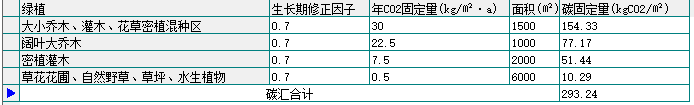 绿植 生长期修正因子 年CO2固定量(kg/m²·a) 面积(m²) 碳固定量(kgCO2/m²)
大小乔木、灌木、花草密植混种区 0.7 30 1500 154.33
阔叶大乔木 0.7 22.5 1000 77.17
密植灌木 0.7 7.5 2000 51.44
草花花圃、自然野草、草坪、水生植物 0.7 0.5 6000 10.29
碳汇合计 293.24